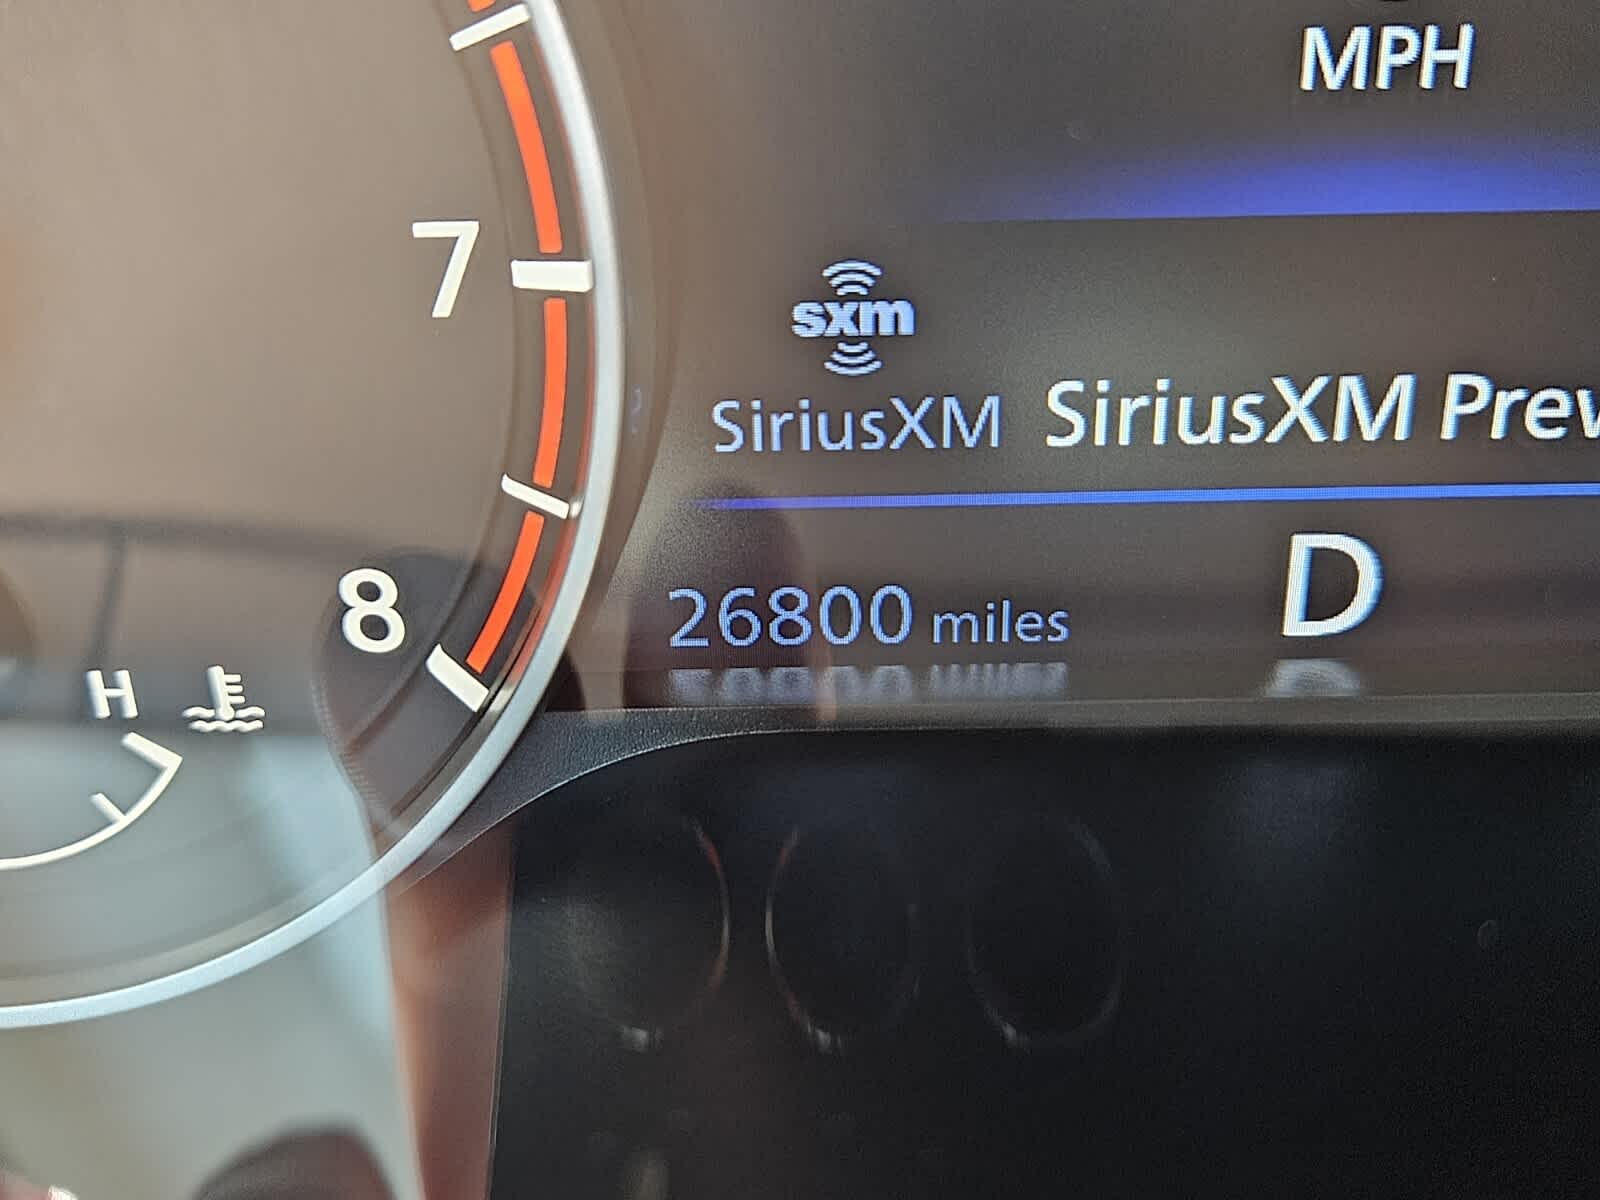 MPH
7
sxm
SiriusXM SiriusXM Prev
D
26800 miles
8
H